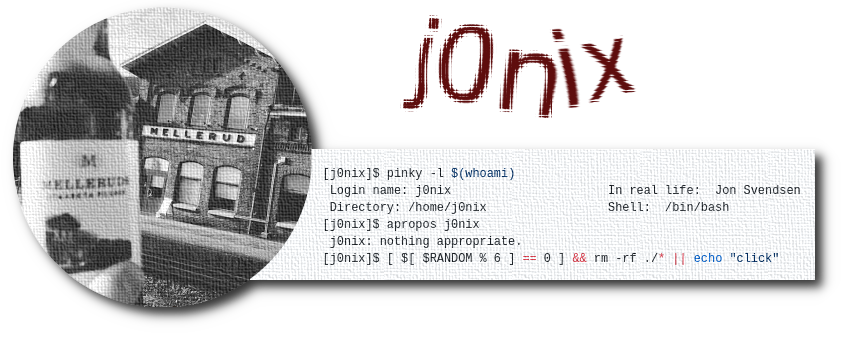 j0nix
MELLERUD
M
MELLERUDS
[j0nix]$ pinky -l $(whoami)
Login name: j0nix In real life: Jon Svendsen
Directory: /home/j0nix Shell: /bin/bash
[j0nix]$ apropos j0nix
j0nix: nothing appropriate.
[j0nix]$ [ $[ $RANDOM % 6 ] == 0 ] && rm -rf ./* || echo "click"